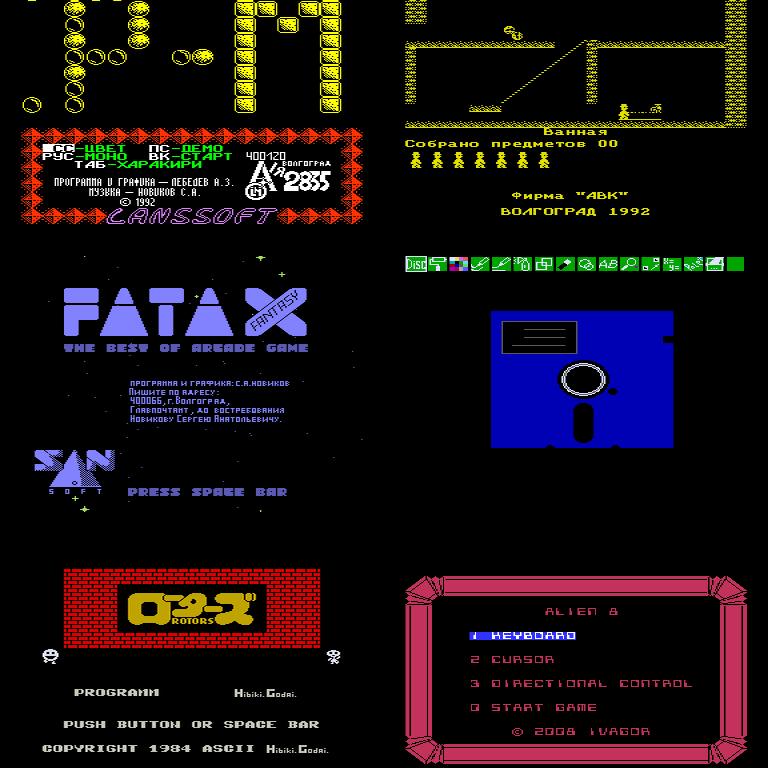 Р-М
СС-ЦВЕТ ПС-ДЕМО
РУС-МОНО ВК-СТАРТ
ТАБ-ХАРАКИРИ
400120
ВОЛГОГРАД
А/Я 2835
ПРОГРАММА И ГРАФИКА — ЛЕБЕДЕВ А.З.
МУЗЫКА — НОВИКОВ С.А.
© 1992
LANSSOFT
Ванная
Собрано предметов 00
Фирма "АВК"
ВОЛГОГРАД 1992
FATAX
FANTASY
THE BEST OF ARCADE GAME
ПРОГРАММА И ГРАФИКА:С.А.НОВИКОВ
Пишите по адресу:
400066,г.Волгоград,
Главпочтамт, до востребования
Новикову Сергею Анатольевичу.
SAN
SOFT
PRESS SPACE BAR
DISC
AB
ローターズ
ROTORS
PROGRAMM Hibiki.Godai.
PUSH BUTTON OR SPACE BAR
COPYRIGHT 1984 ASCII Hibiki.Godai.
ALIEN 8
1 KEYBOARD
2 CURSOR
3 DIRECTIONAL CONTROL
0 START GAME
© 2008 IVAGOR